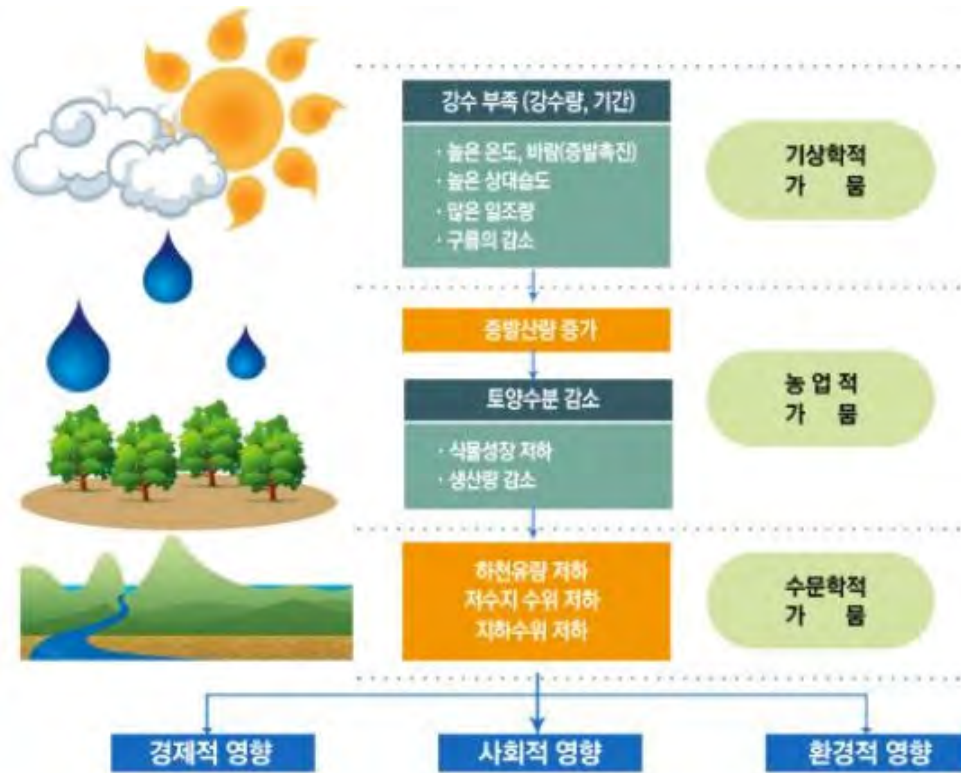 강수 부족 (강수량, 기간)
· 높은 온도, 바람(증발촉진)
· 높은 상대습도
· 많은 일조량
· 구름의 감소
기상학적
가 뭄
증발산량 증가
토양수분 감소
· 식물성장 저하
· 생산량 감소
농 업 적
가 뭄
하천유량 저하
저수지 수위 저하
지하수위 저하
수문학적
가 뭄
경제적 영향
사회적 영향
환경적 영향